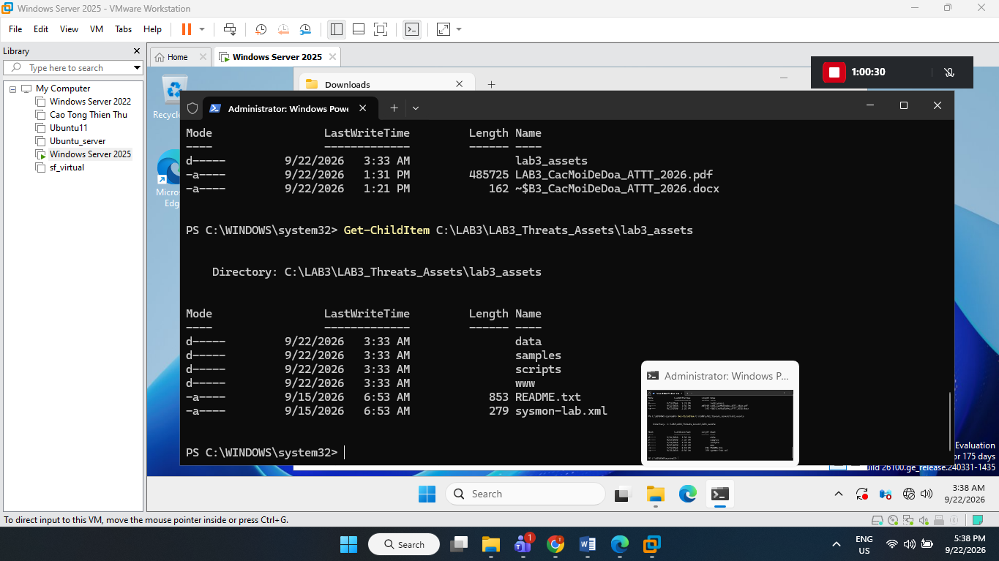 Windows Server 2025 - VMware Workstation
File Edit View VM Tabs Help
Library
Type here to search
My Computer
Windows Server 2022
Cao Tong Thien Thu
Ubuntu11
Ubuntu_server
Windows Server 2025
sf_virtual
Home
Windows Server 2025
Recycle
Micros
Edg
Downloads
1:00:30
Administrator: Windows Powe
Mode LastWriteTime Length Name
---- ------------- ------ ----
d----- 9/22/2026 3:33 AM lab3_assets
-a---- 9/22/2026 1:31 PM 485725 LAB3_CacMoiDeDoa_ATTT_2026.pdf
-a---- 9/22/2026 1:21 PM 162 ~$B3_CacMoiDeDoa_ATTT_2026.docx
PS C:\WINDOWS\system32> Get-ChildItem C:\LAB3\LAB3_Threats_Assets\lab3_assets
Directory: C:\LAB3\LAB3_Threats_Assets\lab3_assets
Mode LastWriteTime Length Name
---- ------------- ------ ----
d----- 9/22/2026 3:33 AM data
d----- 9/22/2026 3:33 AM samples
d----- 9/22/2026 3:33 AM scripts
d----- 9/22/2026 3:33 AM www
-a---- 9/15/2026 6:53 AM 853 README.txt
-a---- 9/15/2026 6:53 AM 279 sysmon-lab.xml
PS C:\WINDOWS\system32>
Administrator: Windows P...
Evaluation
or 175 days
uild 26100.ge_release.240331-1435
Search
3:38 AM
9/22/2026
To direct input to this VM, move the mouse pointer inside or press Ctrl+G.
Search
1
ENG
US
5:38 PM
9/22/2026